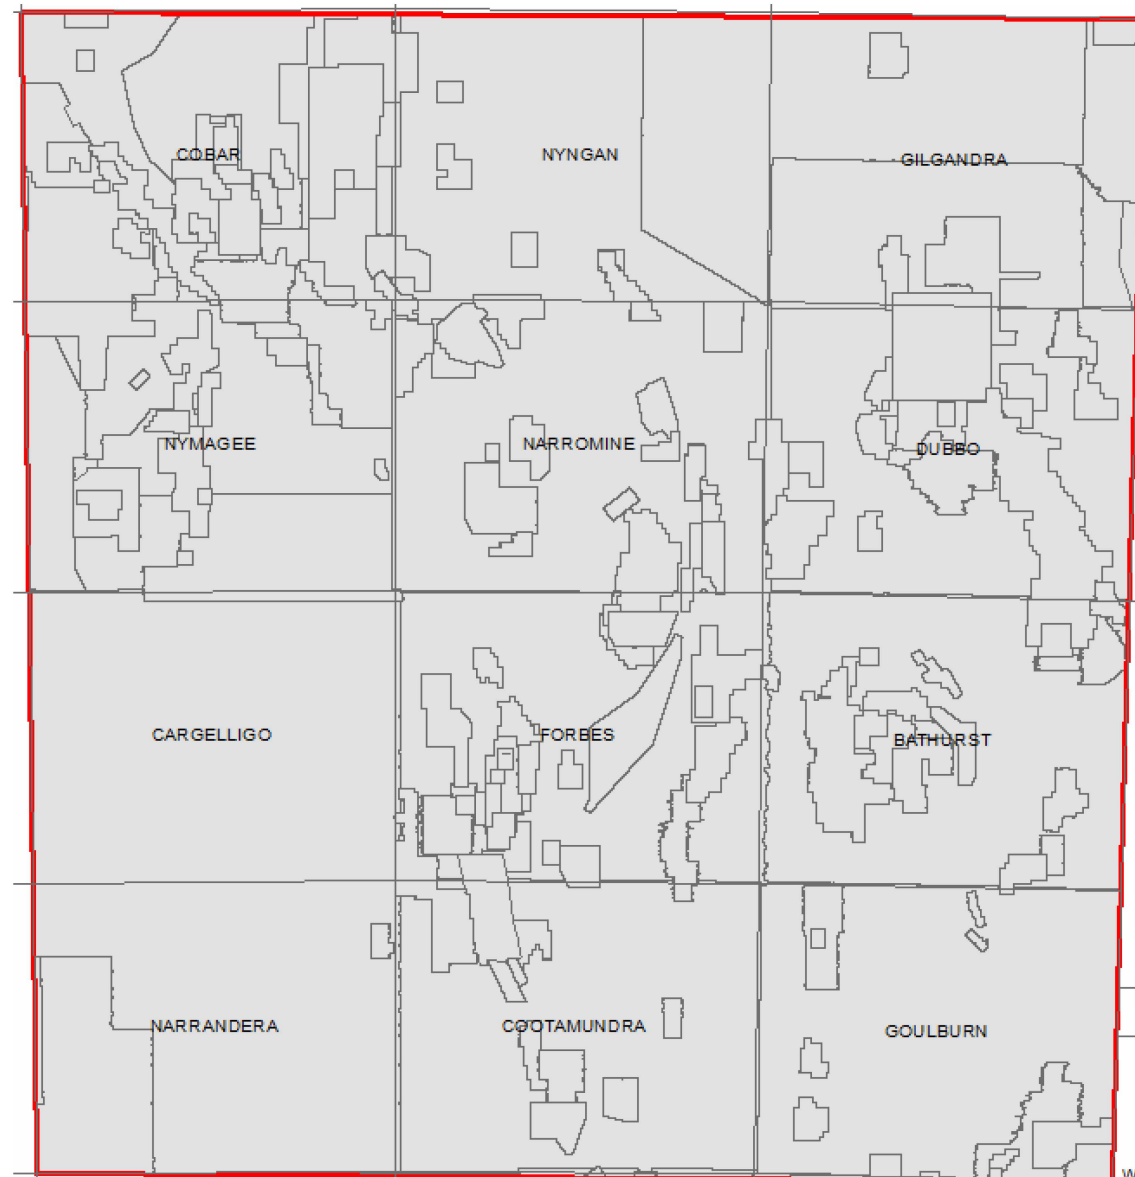 COBAR
NYNGAN
GILGANDRA
NYMAGEE
NARROMINE
DUBBO
CARGELLIGO
FORBES
BATHURST
NARRANDERA
COOTAMUNDRA
GOULBURN